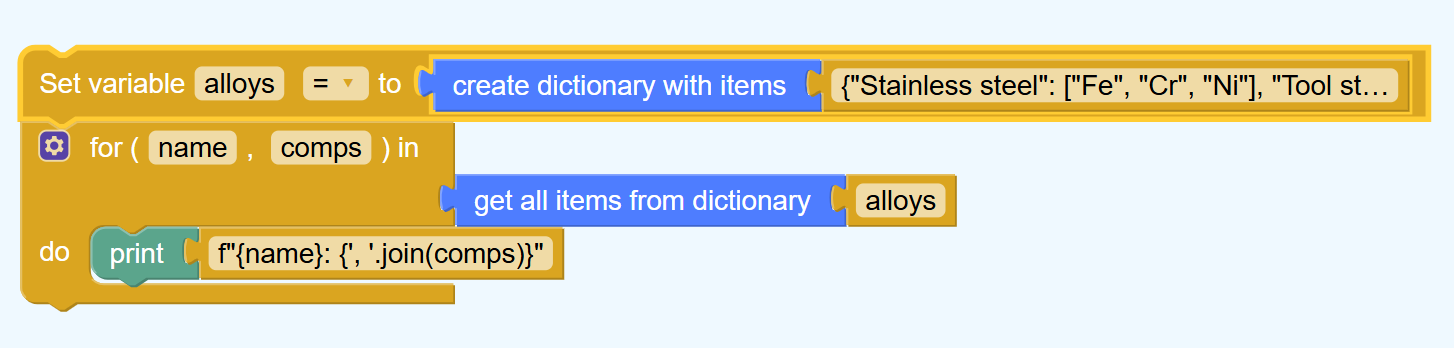 Set variable alloys = ▾ to create dictionary with items {"Stainless steel": ["Fe", "Cr", "Ni"], "Tool st…
for ( name , comps ) in
get all items from dictionary alloys
do print f"{name}: {', '.join(comps)}"